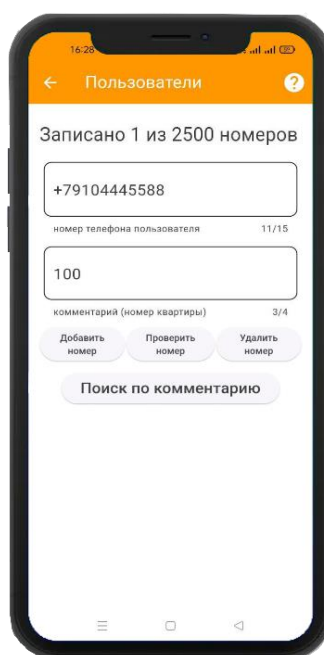 16:28
Пользователи
?
Записано 1 из 2500 номеров
+79104445588
номер телефона пользователя 11/15
100
комментарий (номер квартиры) 3/4
Добавить номер
Проверить номер
Удалить номер
Поиск по комментарию